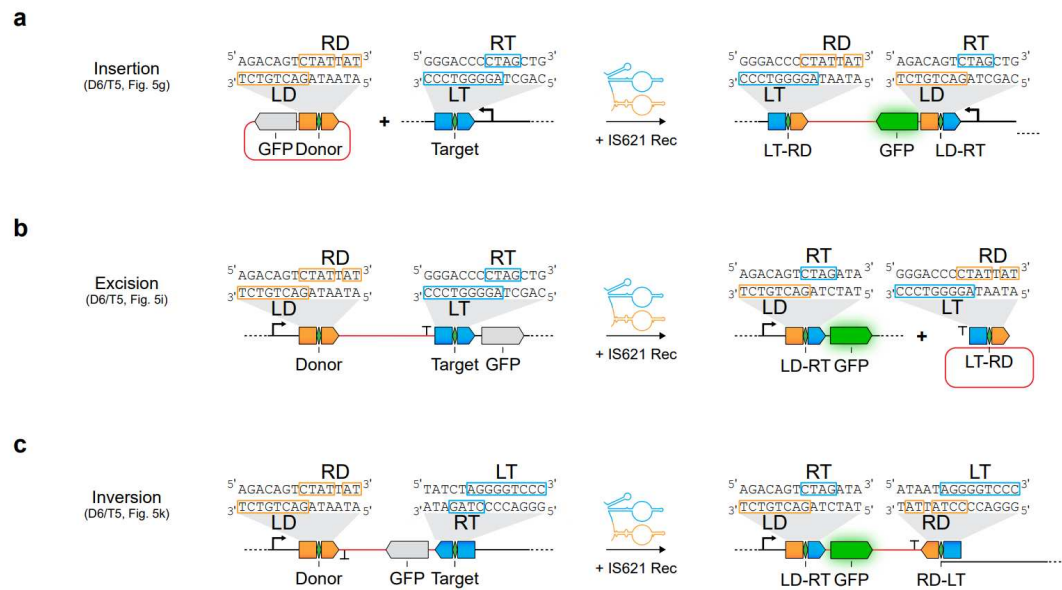 a
Insertion
(D6/T5, Fig. 5g)
RD
5' AGACAGTCTATTAT 3'
3' TCTGTCAGATAATA 5'
LD
GFP Donor
+
RT
5' GGGACCCCTAGCTG 3'
3' CCCTGGGGATCGAC 5'
LT
Target
+ IS621 Rec
RD
5' GGGACCCCTATTAT 3'
3' CCCTGGGGATAATA 5'
LT
LT-RD
RT
5' AGACAGTCTAGCTG 3'
3' TCTGTCAGATCGAC 5'
LD
GFP LD-RT
b
Excision
(D6/T5, Fig. 5i)
RD
5' AGACAGTCTATTAT 3'
3' TCTGTCAGATAATA 5'
LD
Donor
RT
5' GGGACCCCTAGCTG 3'
3' CCCTGGGGATCGAC 5'
LT
Target GFP
+ IS621 Rec
RT
5' AGACAGTCTAGATA 3'
3' TCTGTCAGATCTAT 5'
LD
LD-RT GFP
+
RD
5' GGGACCCCTATTAT 3'
3' CCCTGGGGATAATA 5'
LT
LT-RD
c
Inversion
(D6/T5, Fig. 5k)
RD
5' AGACAGTCTATTAT 3'
3' TCTGTCAGATAATA 5'
LD
Donor
LT
5' TATCTAGGGGTCCC 3'
3' ATAGATCCCCAGGG 5'
RT
GFP Target
+ IS621 Rec
RT
5' AGACAGTCTAGATA 3'
3' TCTGTCAGATCTAT 5'
LD
LD-RT GFP
LT
5' ATAATAGGGGTCCC 3'
3' TATTATCCCCAGGG 5'
RD
RD-LT